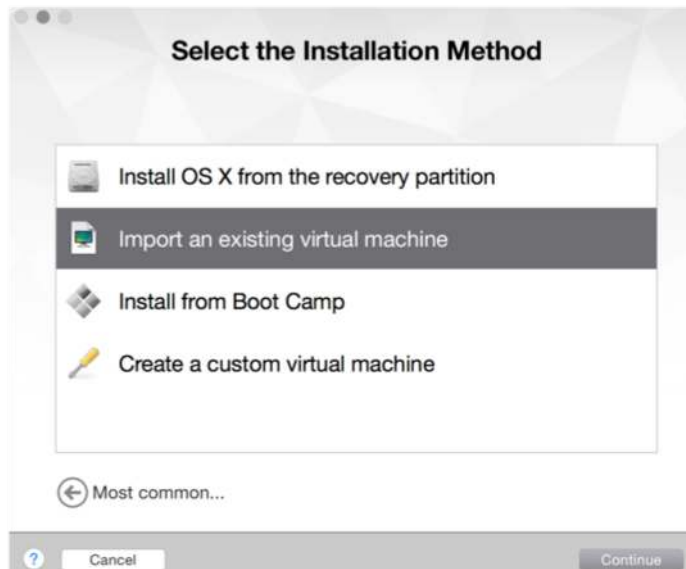 Select the Installation Method
Install OS X from the recovery partition
Import an existing virtual machine
Install from Boot Camp
Create a custom virtual machine
Most common...
? Cancel Continue